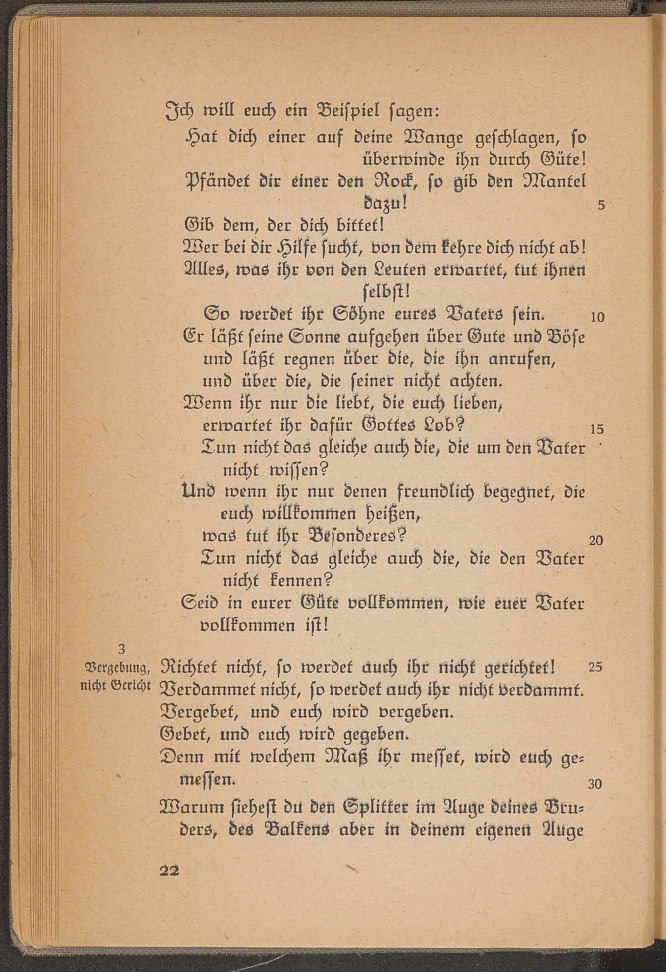 Ich will euch ein Beispiel sagen:
Hat dich einer auf deine Wange geschlagen, so
überwinde ihn durch Güte!
Pfändet dir einer den Rock, so gib den Mantel
dazu! 5
Gib dem, der dich bittet!
Wer bei dir Hilfe sucht, von dem kehre dich nicht ab!
Alles, was ihr von den Leuten erwartet, tut ihnen
selbst!
So werdet ihr Söhne eures Vaters sein. 10
Er läßt seine Sonne aufgehen über Gute und Böse
und läßt regnen über die, die ihn anrufen,
und über die, die seiner nicht achten.
Wenn ihr nur die liebt, die euch lieben,
erwartet ihr dafür Gottes Lob? 15
Tun nicht das gleiche auch die, die um den Vater
nicht wissen?
Und wenn ihr nur denen freundlich begegnet, die
euch willkommen heißen,
was tut ihr Besonderes? 20
Tun nicht das gleiche auch die, die den Vater
nicht kennen?
Seid in eurer Güte vollkommen, wie euer Vater
vollkommen ist!
3
Vergebung,
nicht Gericht
Richtet nicht, so werdet auch ihr nicht gerichtet! 25
Verdammet nicht, so werdet auch ihr nicht verdammt.
Vergebet, und euch wird vergeben.
Gebet, und euch wird gegeben.
Denn mit welchem Maß ihr messet, wird euch ge-
messen. 30
Warum siehest du den Splitter im Auge deines Bru-
ders, des Balkens aber in deinem eigenen Auge
22